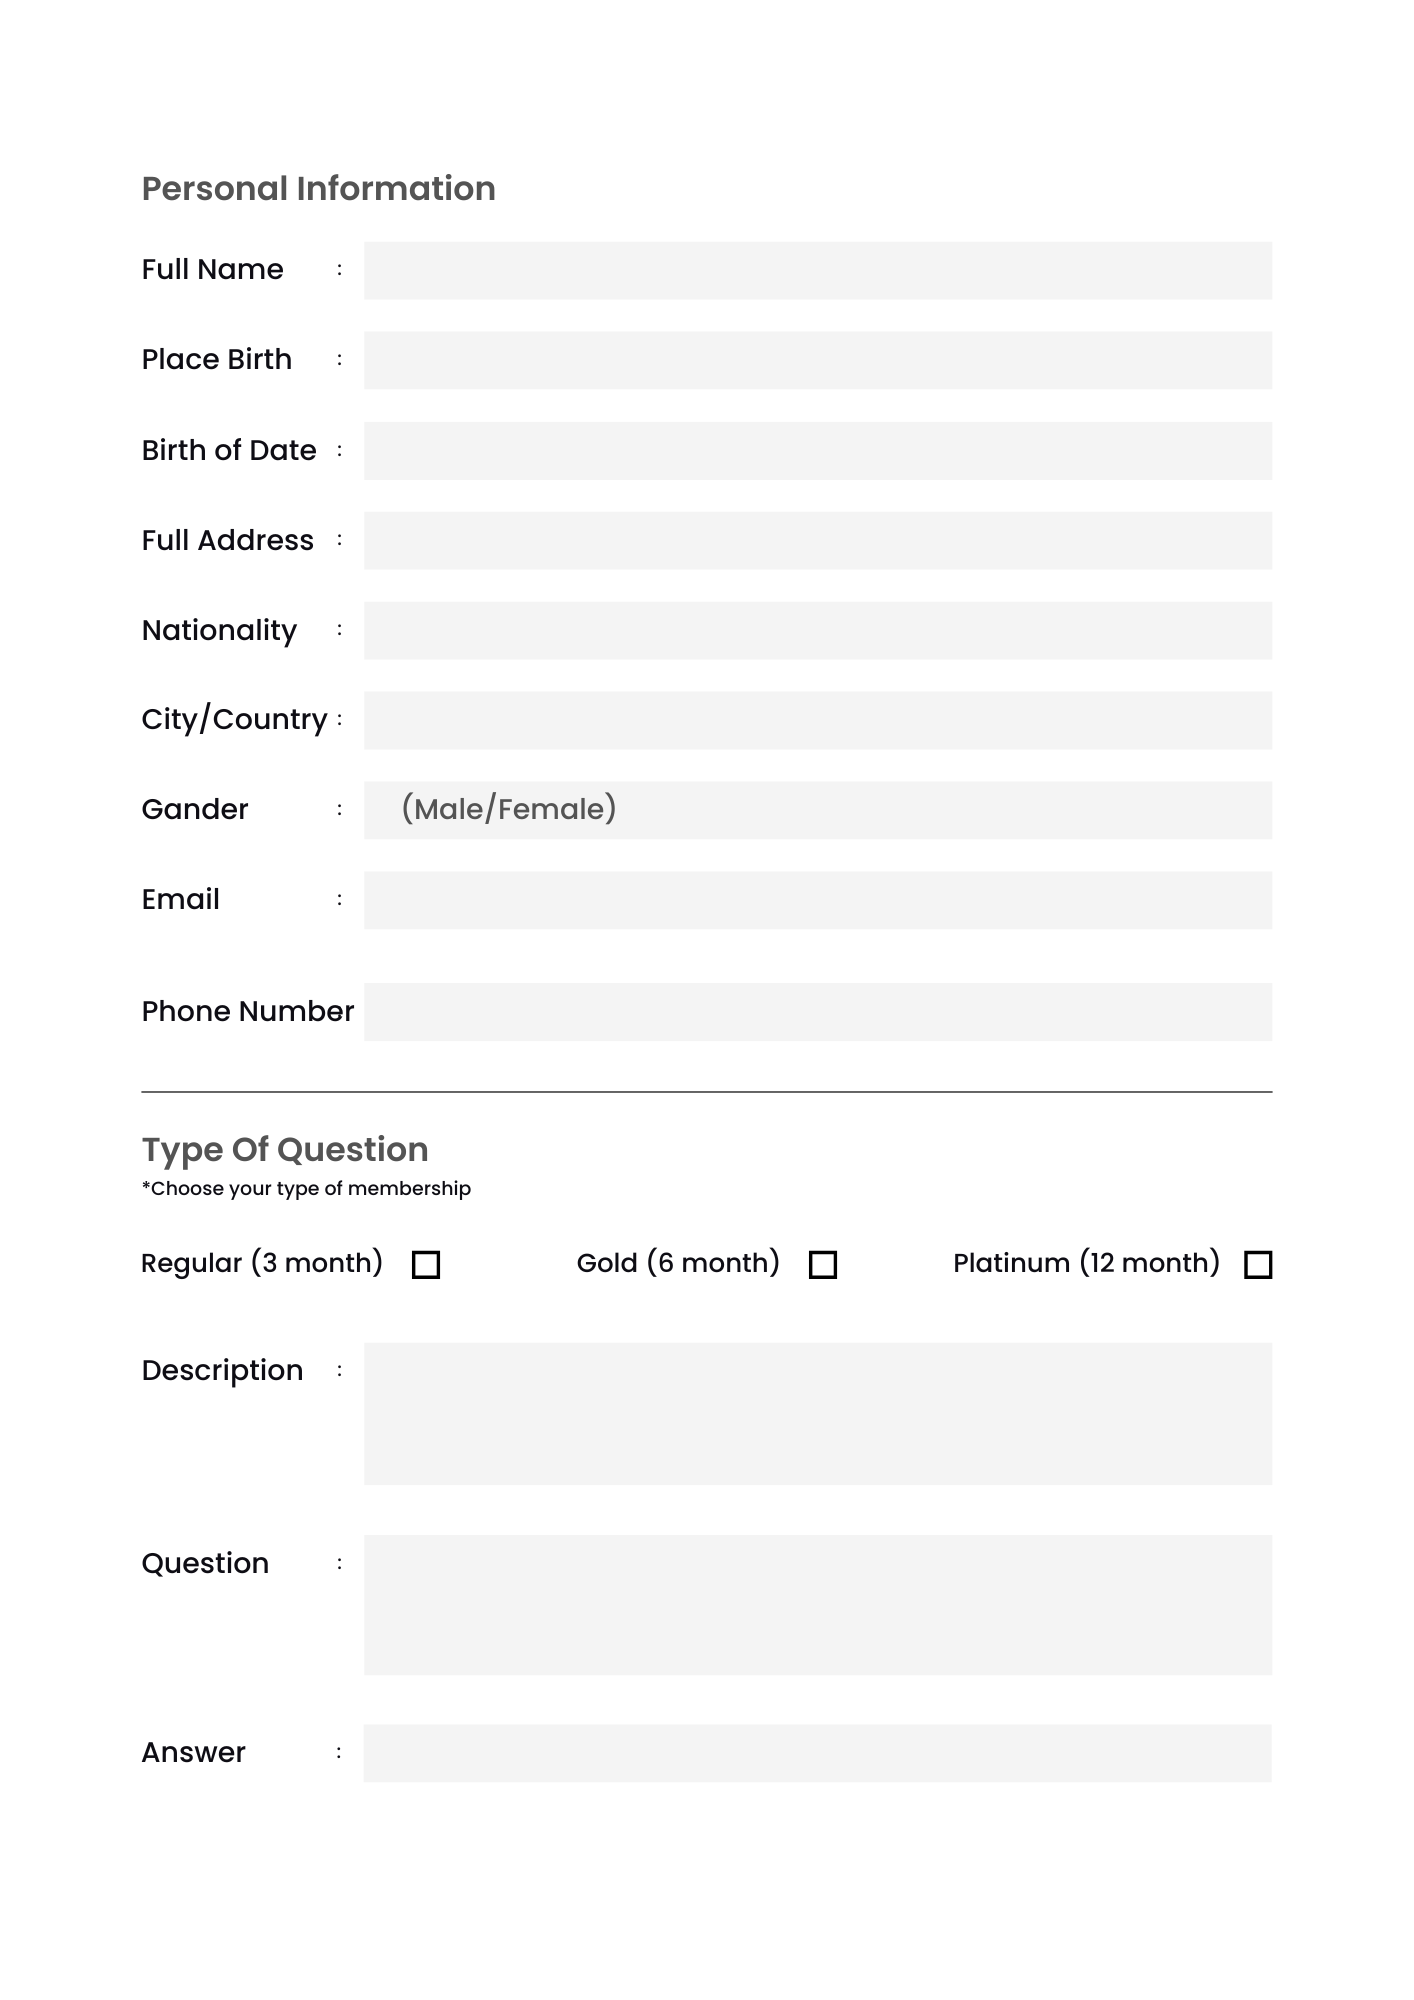 Personal Information
Full Name :
Place Birth :
Birth of Date :
Full Address :
Nationality :
City/Country :
Gander : (Male/Female)
Email :
Phone Number
Type Of Question
*Choose your type of membership
Regular (3 month) Gold (6 month) Platinum (12 month)
Description :
Question :
Answer :